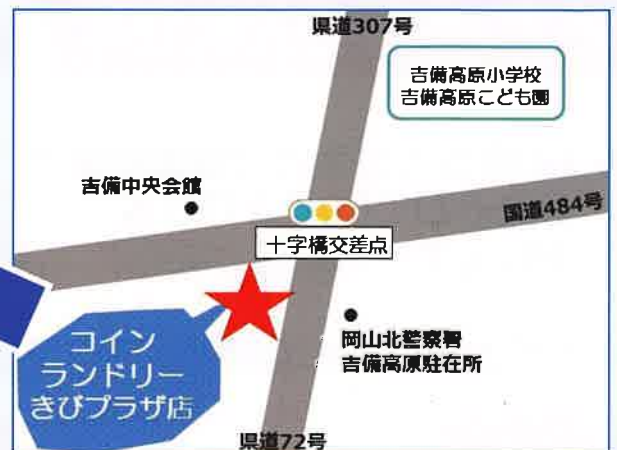 県道307号
吉備高原小学校
吉備高原こども園
吉備中央会館
国道484号
十字橋交差点
コイン
ランドリー
きびプラザ店
岡山北警察署
吉備高原駐在所
県道72号